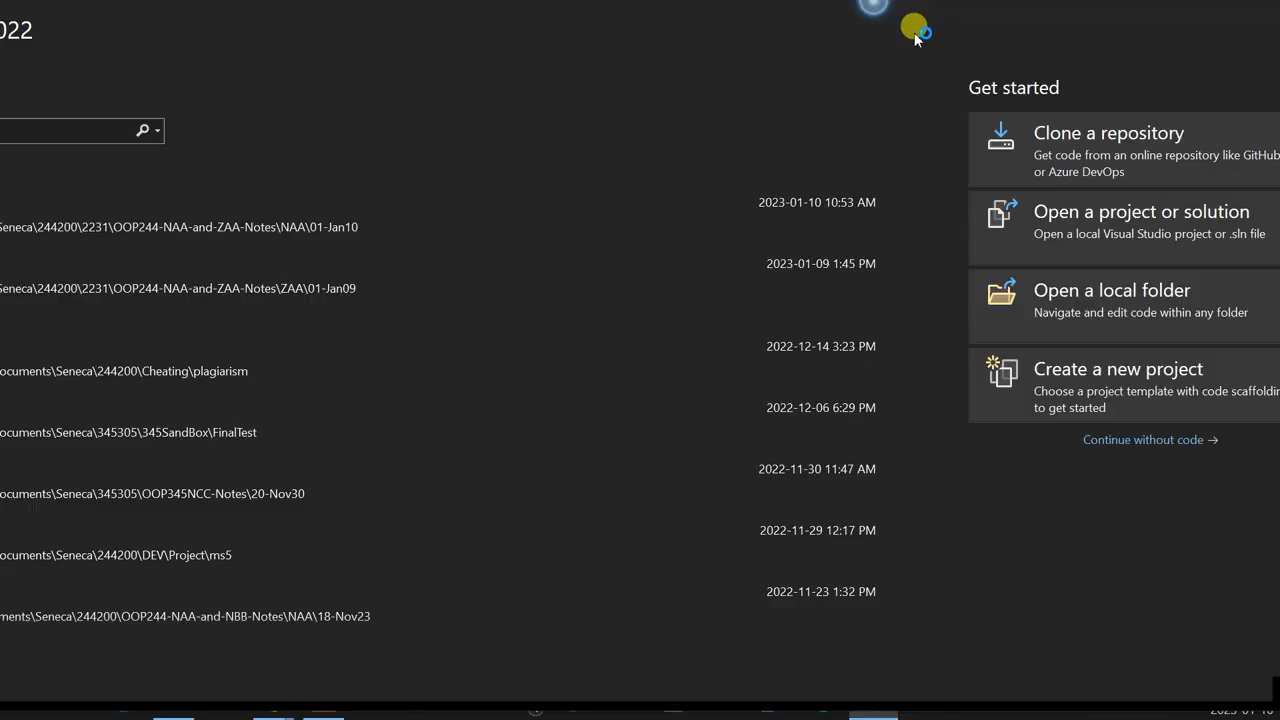 022
Get started
Clone a repository
Get code from an online repository like GitHub
or Azure DevOps
2023-01-10 10:53 AM
Seneca\244200\2231\OOP244-NAA-and-ZAA-Notes\NAA\01-Jan10
Open a project or solution
Open a local Visual Studio project or .sln file
2023-01-09 1:45 PM
Seneca\244200\2231\OOP244-NAA-and-ZAA-Notes\ZAA\01-Jan09
Open a local folder
Navigate and edit code within any folder
2022-12-14 3:23 PM
ocuments\Seneca\244200\Cheating\plagiarism
Create a new project
Choose a project template with code scaffoldin
to get started
2022-12-06 6:29 PM
ocuments\Seneca\345305\345SandBox\FinalTest
Continue without code →
2022-11-30 11:47 AM
ocuments\Seneca\345305\OOP345NCC-Notes\20-Nov30
2022-11-29 12:17 PM
ocuments\Seneca\244200\DEV\Project\ms5
2022-11-23 1:32 PM
ments\Seneca\244200\OOP244-NAA-and-NBB-Notes\NAA\18-Nov23